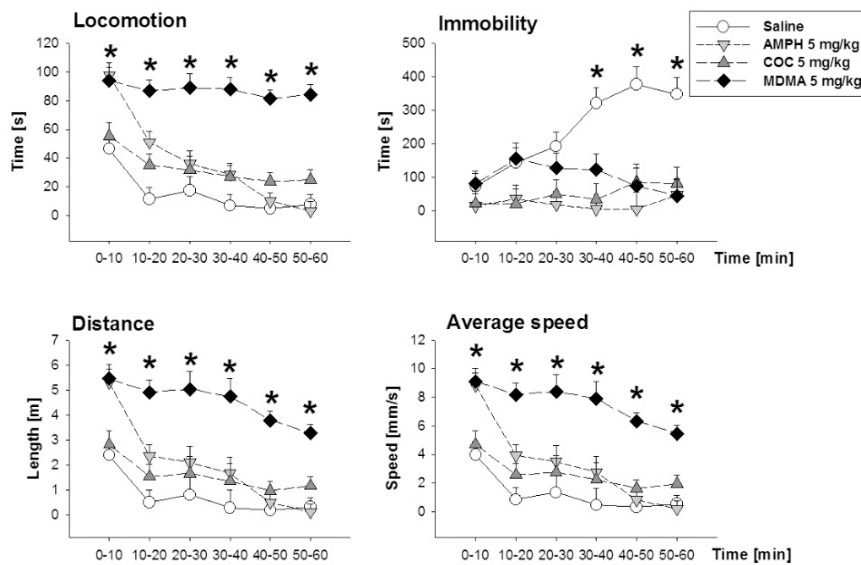 Locomotion
Time [s]
120
100
80
60
40
20
0
* * * * * *
0-10 10-20 20-30 30-40 40-50 50-60
Immobility
Time [s]
500
400
300
200
100
0
* * *
0-10 10-20 20-30 30-40 40-50 50-60 Time [min]
Saline
AMPH 5 mg/kg
COC 5 mg/kg
MDMA 5 mg/kg
Distance
Length [m]
7
6
5
4
3
2
1
0
* * * * * *
0-10 10-20 20-30 30-40 40-50 50-60
Average speed
Speed [mm/s]
12
10
8
6
4
2
0
* * * * * *
0-10 10-20 20-30 30-40 40-50 50-60 Time [min]